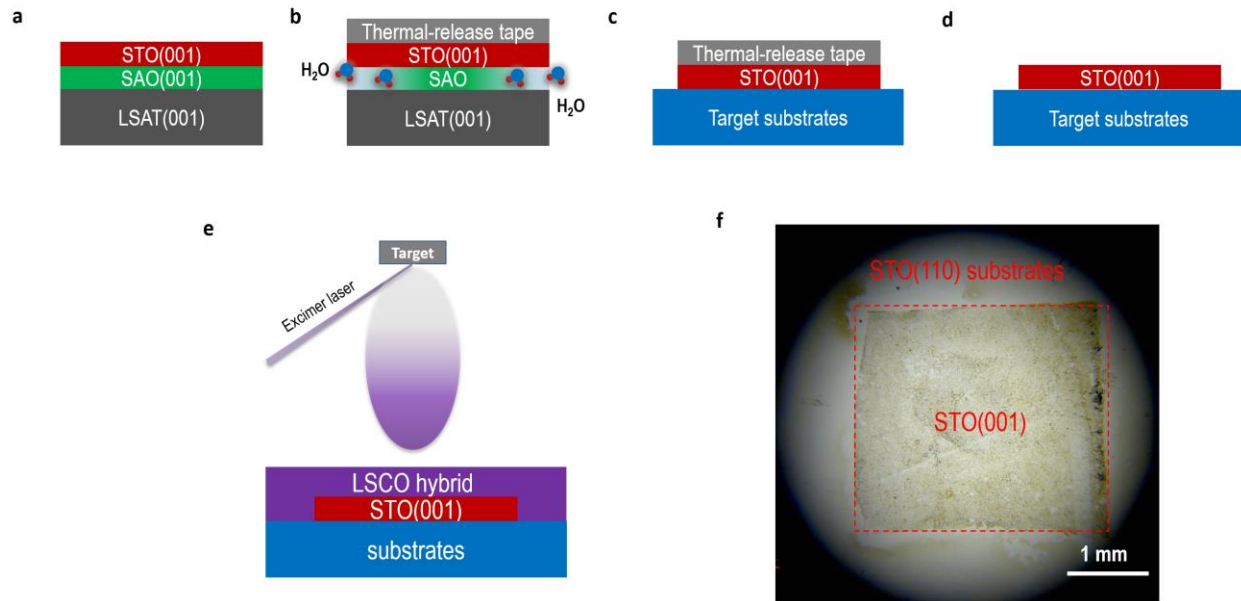 a
STO(001)
SAO(001)
LSAT(001)
b
Thermal-release tape
STO(001)
H₂O
SAO
H₂O
LSAT(001)
c
Thermal-release tape
STO(001)
Target substrates
d
STO(001)
Target substrates
e
Target
Excimer laser
LSCO hybrid
STO(001)
substrates
f
STO(110) substrates
STO(001)
1 mm